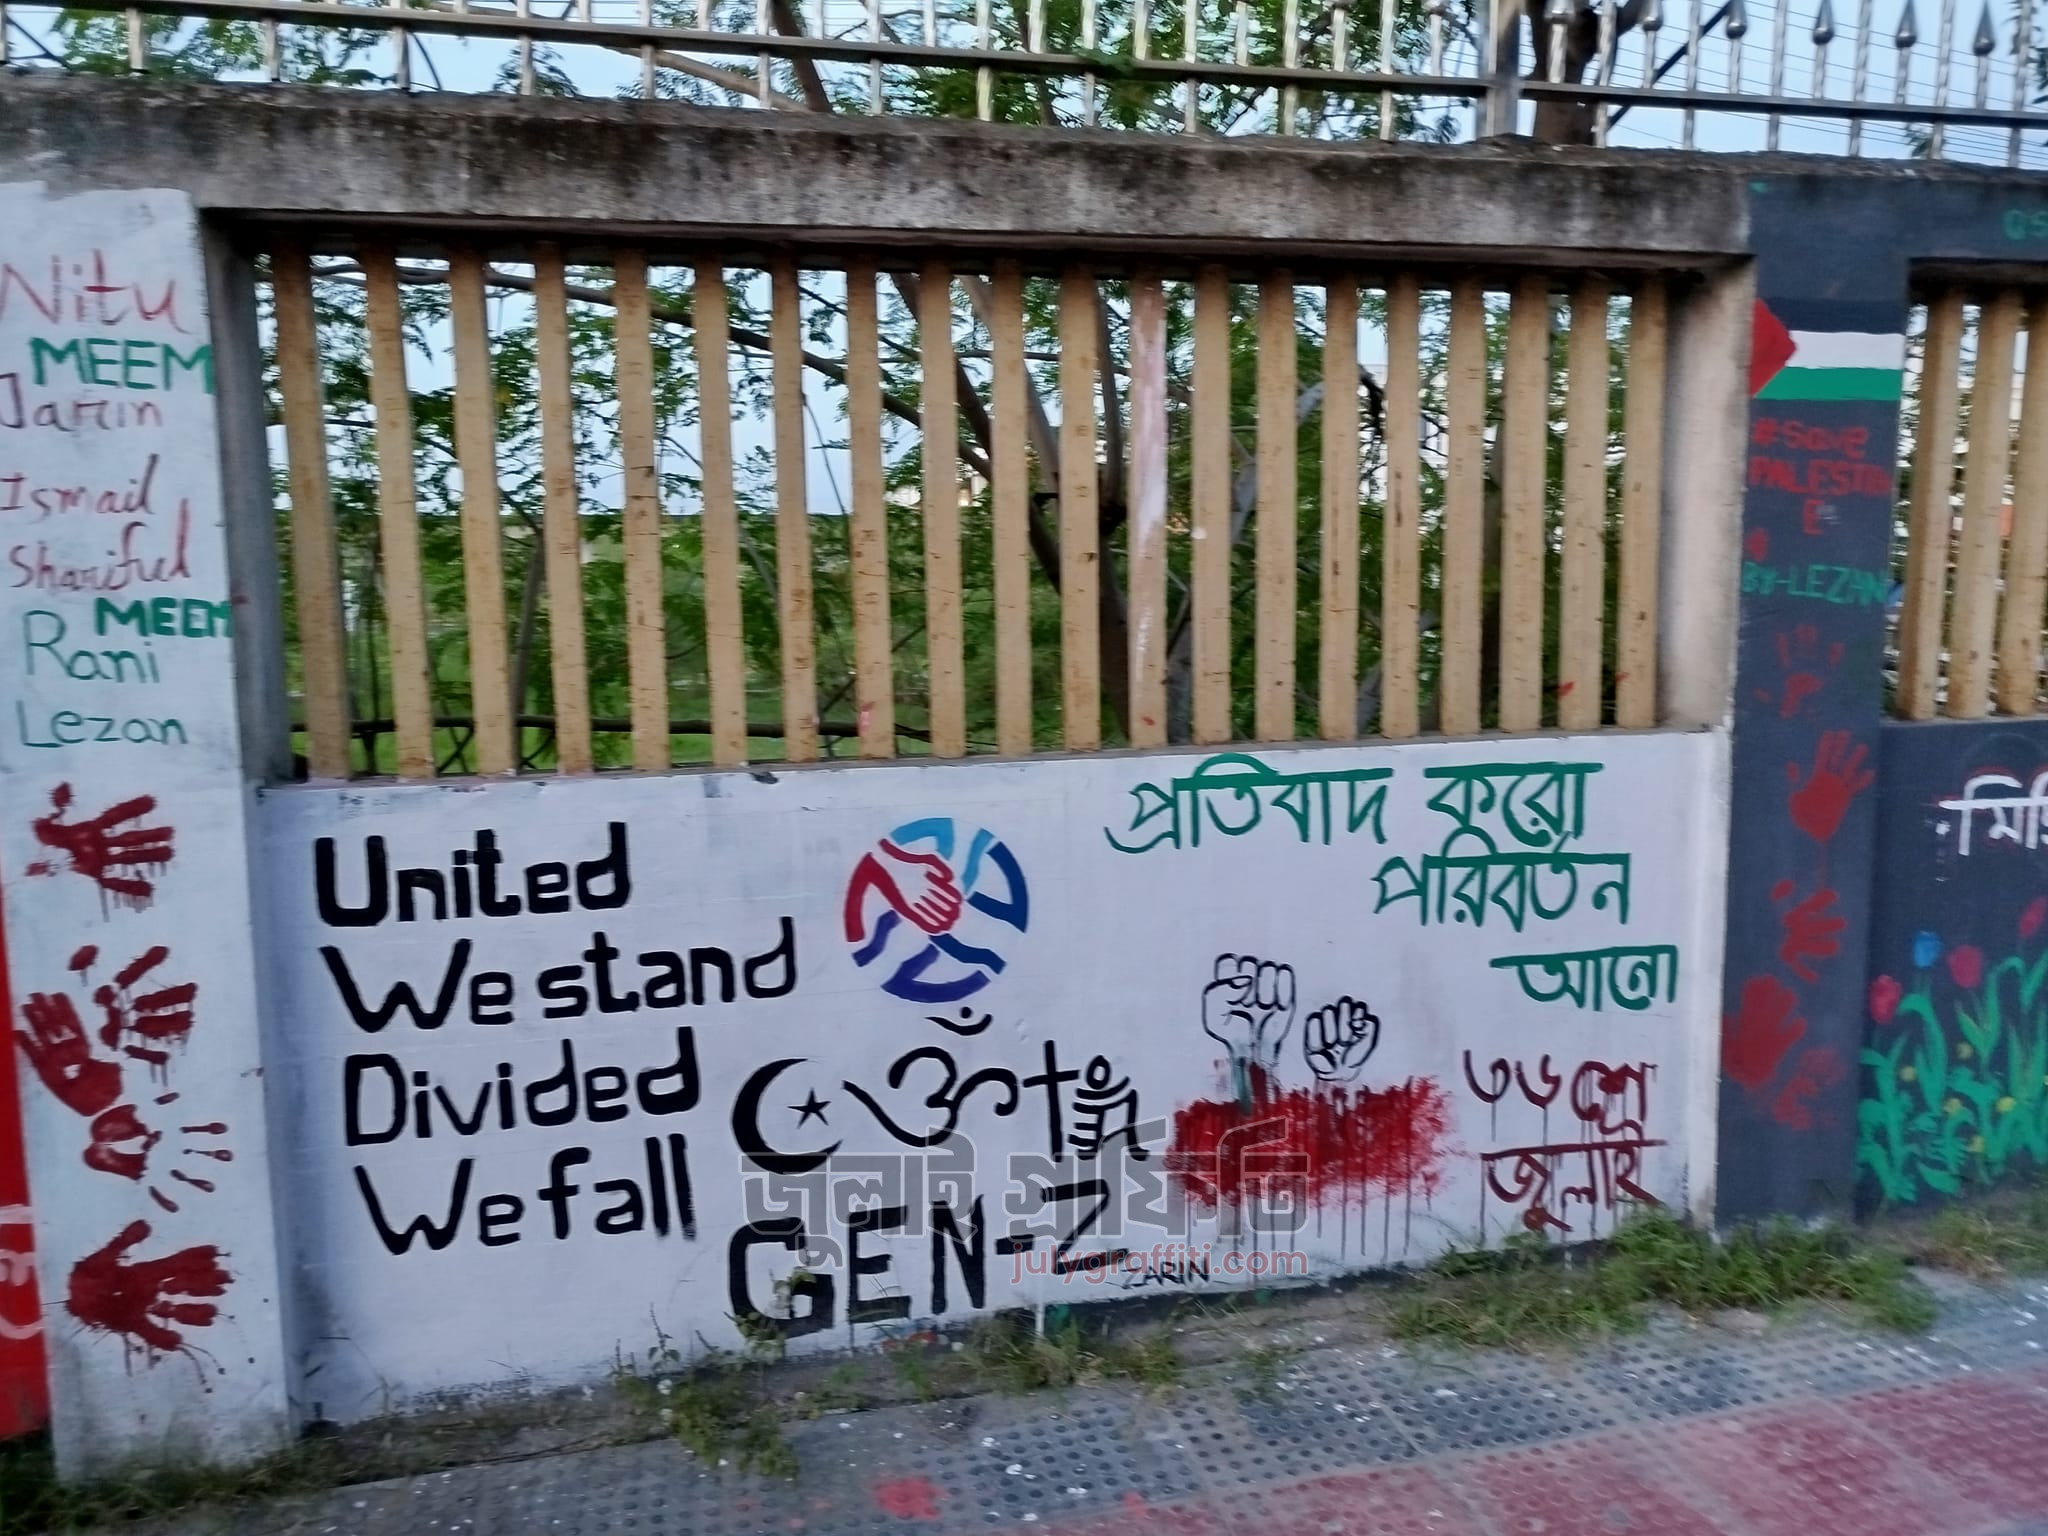 Nitu
MEEM
Jarin
Ismail
Shariful
MEEM
Rani
Lezan
United
We stand
Divided
We fall
GEN-Z
ZARIN
প্রতিবাদ করো
পরিবর্তন
আনো
৩৬ শে
জুলাই
#save
PALESTIN
E
BY-LEZAN
জুলাই গ্রাফিতি
julygraffiti.com